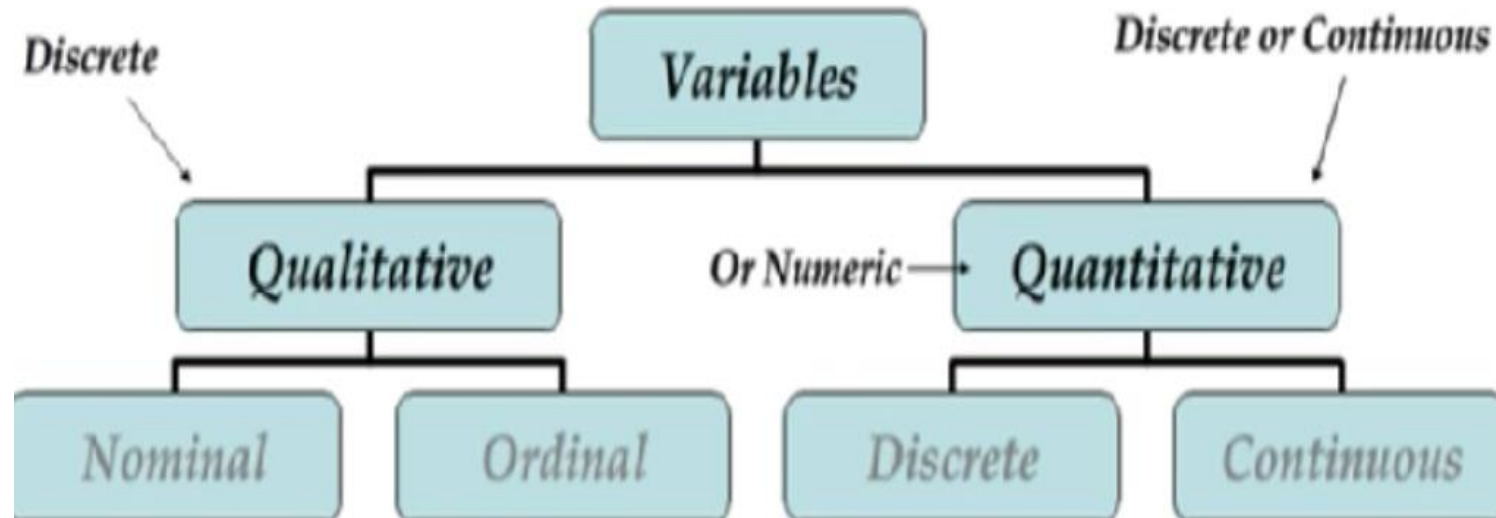 Discrete
Variables
Discrete or Continuous
Qualitative
Or Numeric
Quantitative
Nominal
Ordinal
Discrete
Continuous